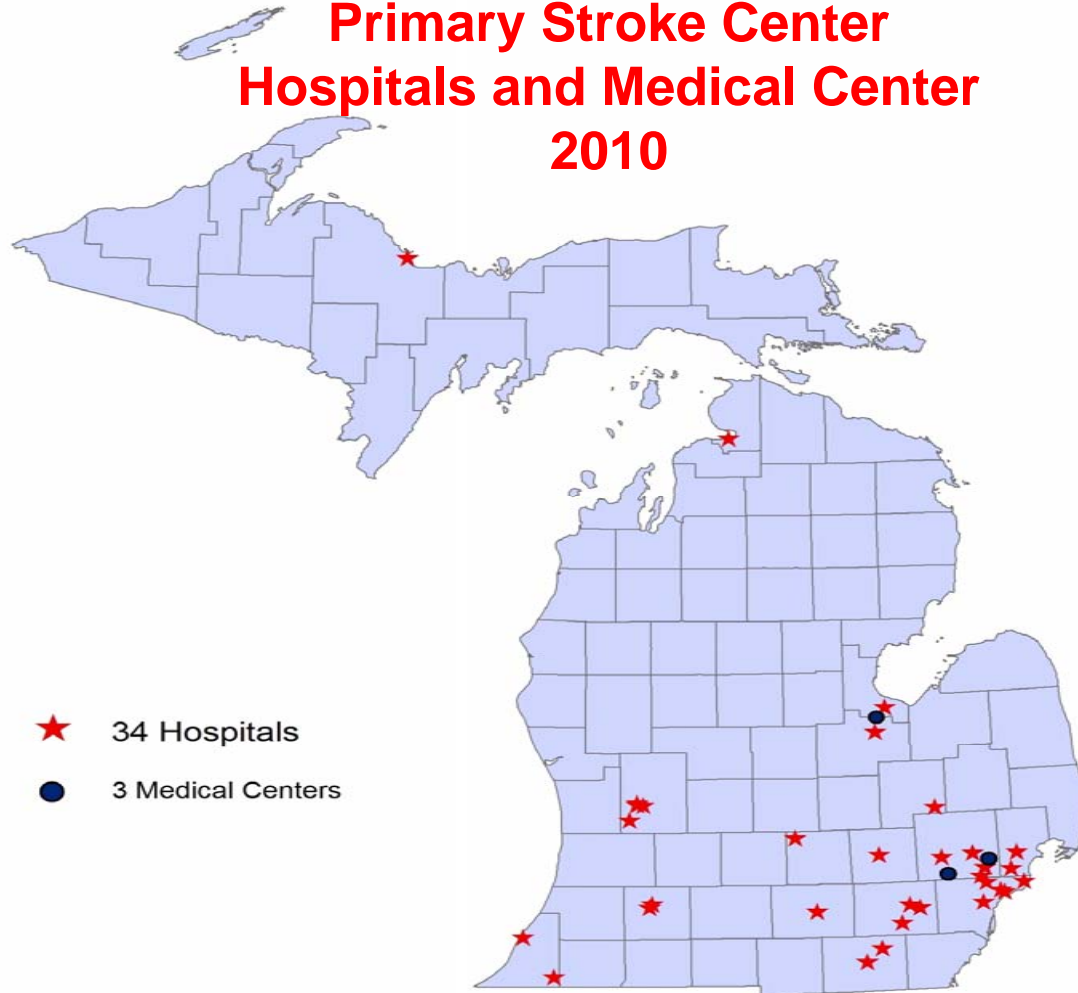 Primary Stroke Center
Hospitals and Medical Center
2010
34 Hospitals
3 Medical Centers